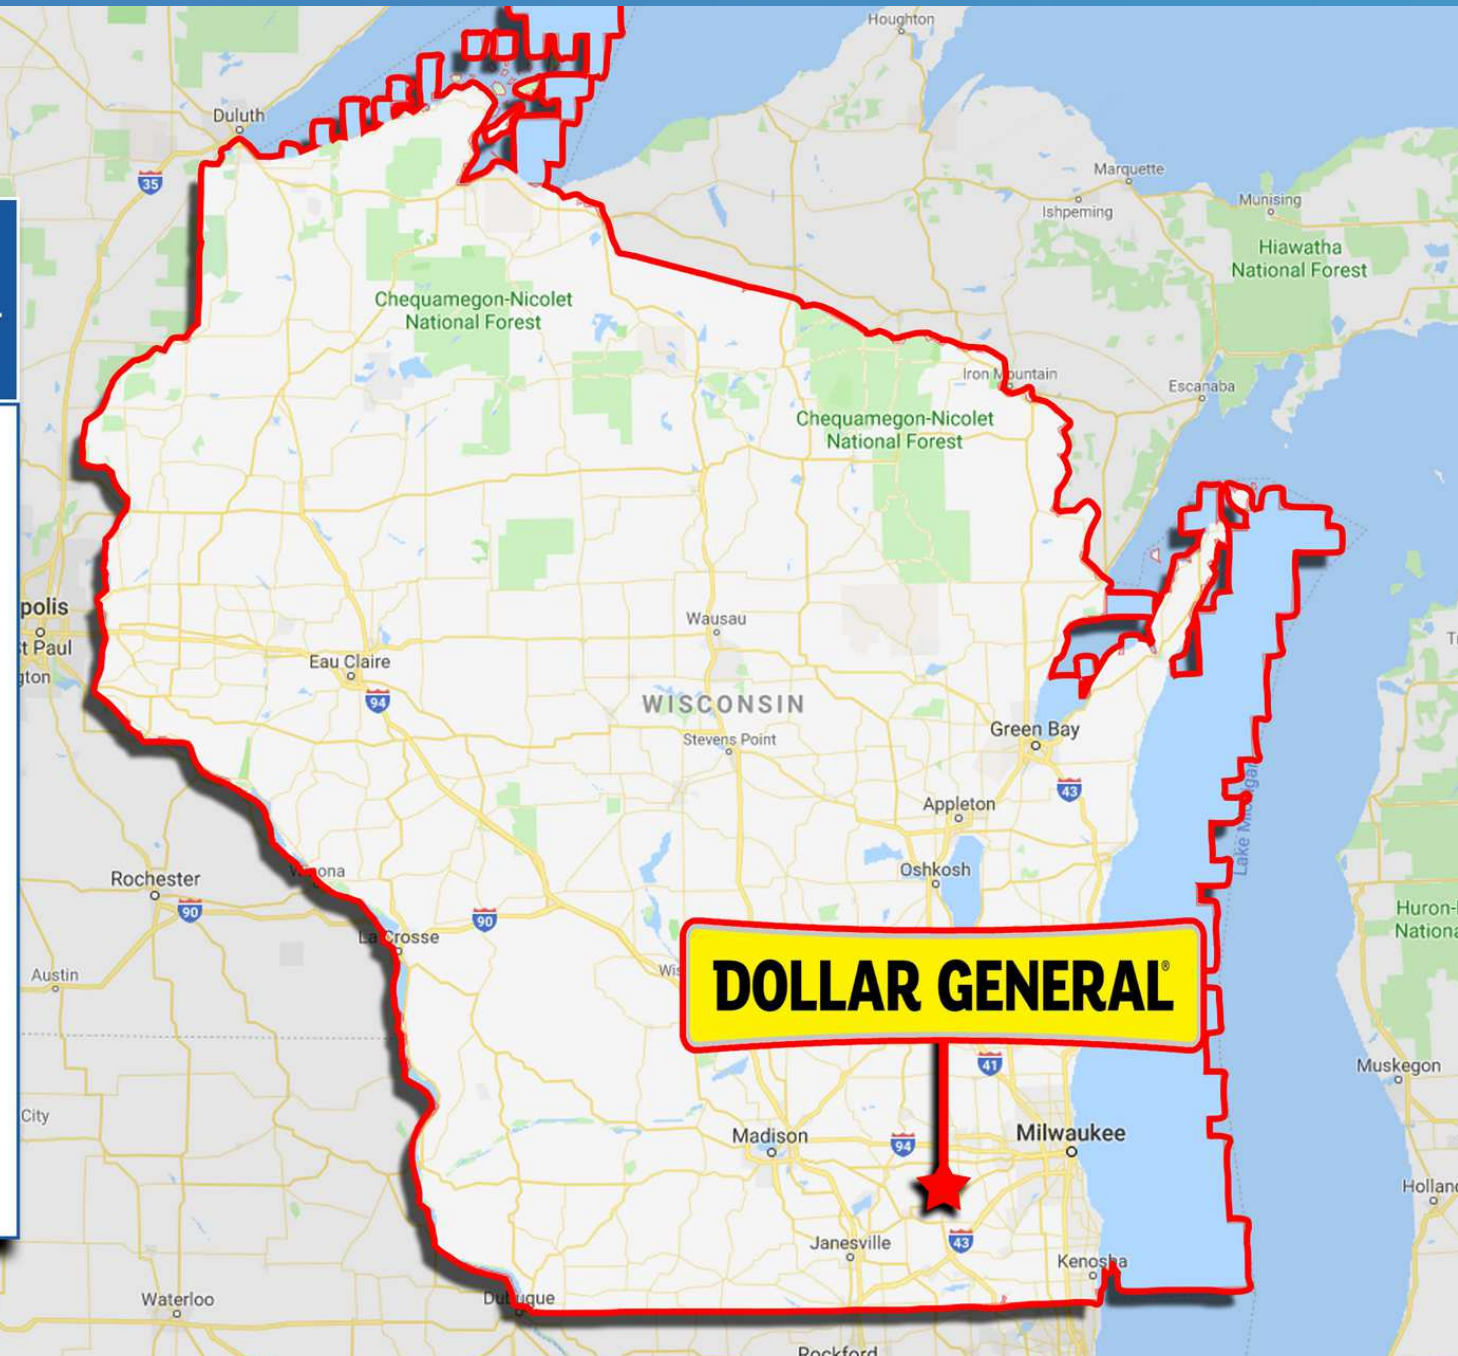 Houghton
Duluth
35
Marquette
Ishpeming
Munising
Hiawatha
National Forest
Chequamegon-Nicolet
National Forest
Iron Mountain
Escanaba
Chequamegon-Nicolet
National Forest
polis
St Paul
gton
Wausau
Eau Claire
94
WISCONSIN
Stevens Point
Green Bay
43
Appleton
Lake Michigan
Oshkosh
Rochester
90
Winona
90
La Crosse
Huron-
Nationa
Austin
Wis
DOLLAR GENERAL®
41
Muskegon
City
Madison
94
Milwaukee
Holland
Janesville
43
Kenosha
Waterloo
Dubuque
Rockford